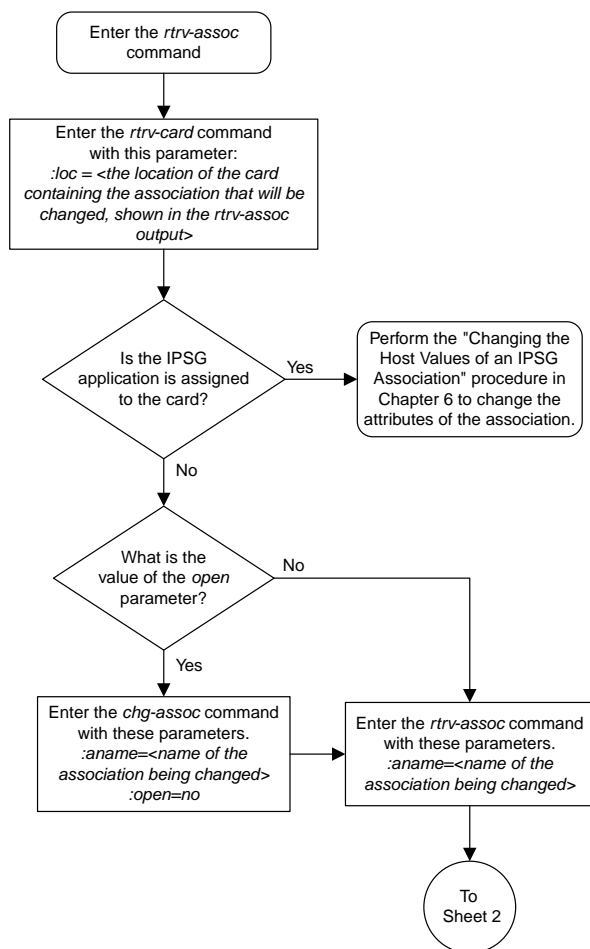 Enter the rtrv-assoc
command
Enter the rtrv-card command
with this parameter:
:loc = <the location of the card
containing the association that will be
changed, shown in the rtrv-assoc
output>
Is the IPSG
application is assigned
to the card?
Yes
Perform the "Changing the
Host Values of an IPSG
Association" procedure in
Chapter 6 to change the
attributes of the association.
No
What is the
value of the open
parameter?
No
Yes
Enter the chg-assoc command
with these parameters.
:aname=<name of the
association being changed>
:open=no
Enter the rtrv-assoc command
with these parameters.
:aname=<name of the
association being changed>
To
Sheet 2